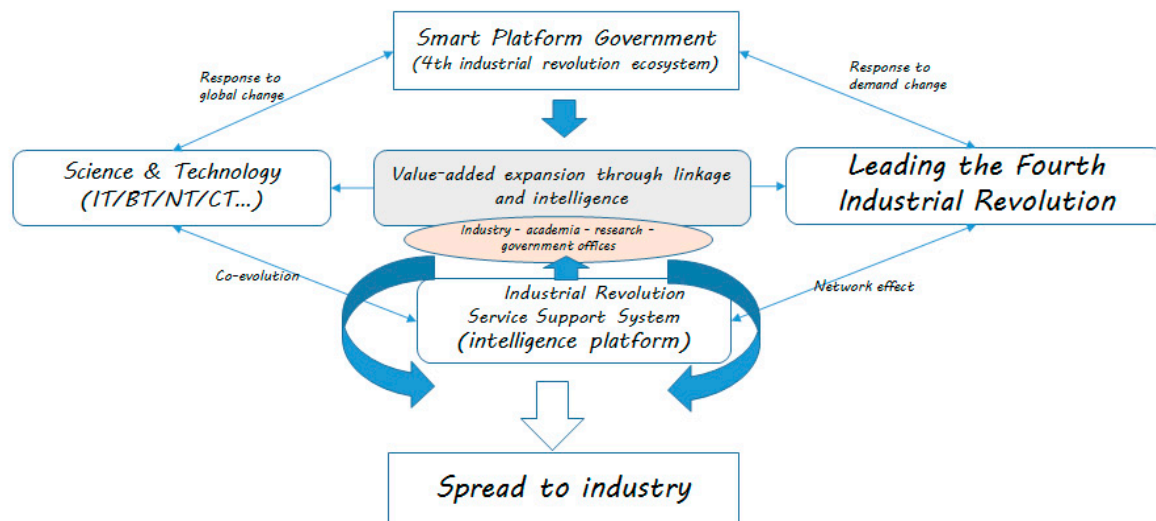 Smart Platform Government
(4th industrial revolution ecosystem)
Response to
global change
Response to
demand change
Science & Technology
(IT/BT/NT/CT...)
Value-added expansion through linkage
and intelligence
Leading the Fourth
Industrial Revolution
Industry - academia - research -
government offices
Co-evolution
Network effect
Industrial Revolution
Service Support System
(intelligence platform)
Spread to industry